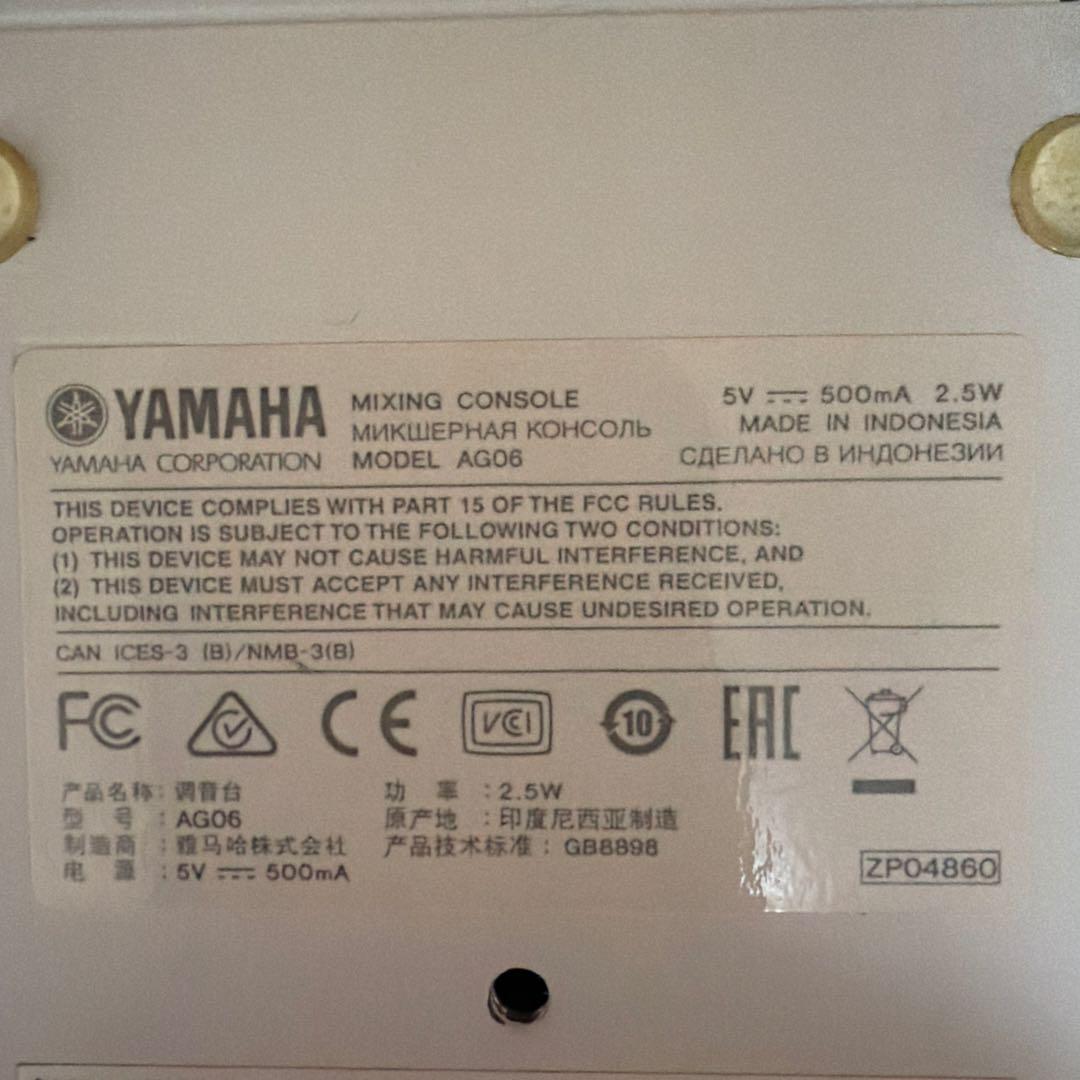 YAMAHA
YAMAHA CORPORATION
MIXING CONSOLE
МИКШЕРНАЯ КОНСОЛЬ
MODEL AG06
5V ⎓ 500mA 2.5W
MADE IN INDONESIA
СДЕЛАНО В ИНДОНЕЗИИ
THIS DEVICE COMPLIES WITH PART 15 OF THE FCC RULES.
OPERATION IS SUBJECT TO THE FOLLOWING TWO CONDITIONS:
(1) THIS DEVICE MAY NOT CAUSE HARMFUL INTERFERENCE, AND
(2) THIS DEVICE MUST ACCEPT ANY INTERFERENCE RECEIVED,
INCLUDING INTERFERENCE THAT MAY CAUSE UNDESIRED OPERATION.
CAN ICES-3 (B)/NMB-3(B)
FC CE VCCI 10 EAC
产品名称：调音台
型 号：AG06
制造商：雅马哈株式会社
电 源：5V ⎓ 500mA
功 率：2.5W
原产地：印度尼西亚制造
产品技术标准：GB8898
ZP04860